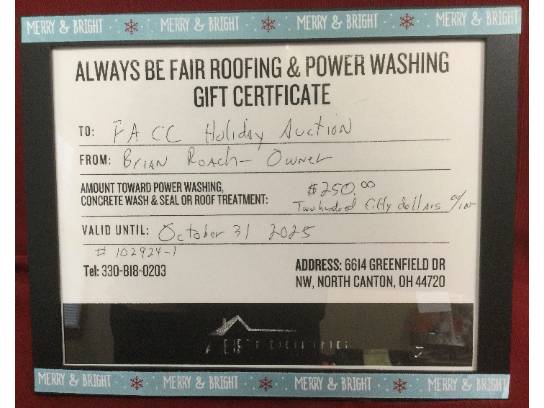 MERRY & BRIGHT · MERRY & BRIGHT · MERRY & BRIGHT · MERRY & BRIGHT
ALWAYS BE FAIR ROOFING & POWER WASHING
GIFT CERTFICATE
TO: FACC Holiday Auction
FROM: Brian Roach - Owner
AMOUNT TOWARD POWER WASHING,
CONCRETE WASH & SEAL OR ROOF TREATMENT: $250.00
Two hundred fifty dollars 0/100
VALID UNTIL: October 31 2025
# 102924-1
Tel: 330-818-0203
ADDRESS: 6614 GREENFIELD DR
NW, NORTH CANTON, OH 44720
MERRY & BRIGHT · MERRY & BRIGHT · MERRY & BRIGHT · MERRY & BRIGHT